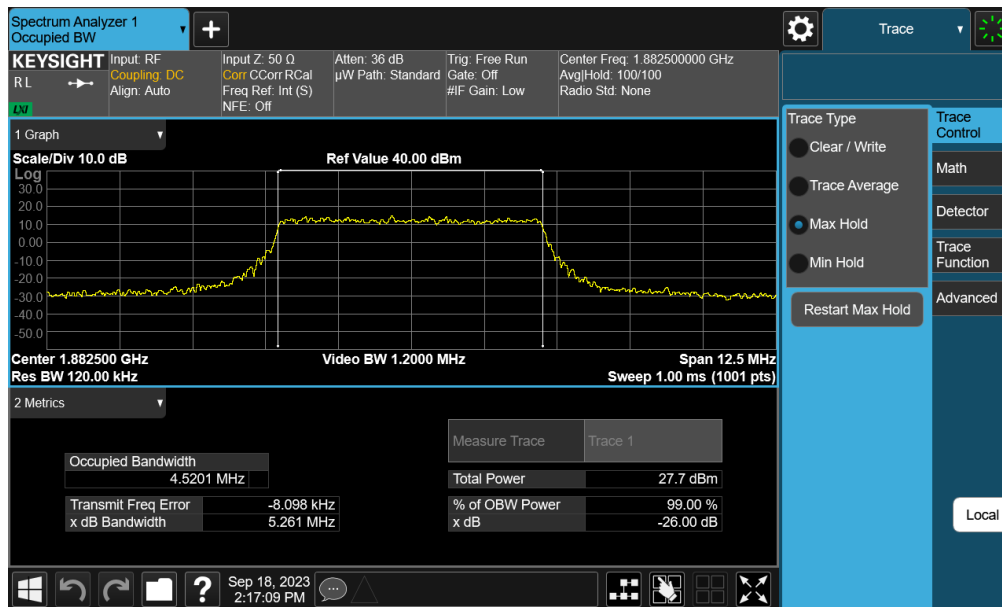 Spectrum Analyzer 1
Occupied BW
+
Trace
KEYSIGHT
R L
LXI
Input: RF
Coupling: DC
Align: Auto
Input Z: 50 Ω
Corr CCorr RCal
Freq Ref: Int (S)
NFE: Off
Atten: 36 dB
µW Path: Standard
Trig: Free Run
Gate: Off
#IF Gain: Low
Center Freq: 1.882500000 GHz
Avg|Hold: 100/100
Radio Std: None
1 Graph
Scale/Div 10.0 dB
Ref Value 40.00 dBm
Log
30.0
20.0
10.0
0.00
-10.0
-20.0
-30.0
-40.0
-50.0
Center 1.882500 GHz
Video BW 1.2000 MHz
Span 12.5 MHz
Res BW 120.00 kHz
Sweep 1.00 ms (1001 pts)
2 Metrics
Measure Trace Trace 1
Occupied Bandwidth
4.5201 MHz
Total Power 27.7 dBm
Transmit Freq Error -8.098 kHz
% of OBW Power 99.00 %
x dB Bandwidth 5.261 MHz
x dB -26.00 dB
Trace Type
Clear / Write
Trace Average
Max Hold
Min Hold
Restart Max Hold
Trace
Control
Math
Detector
Trace
Function
Advanced
Local
?
Sep 18, 2023
2:17:09 PM